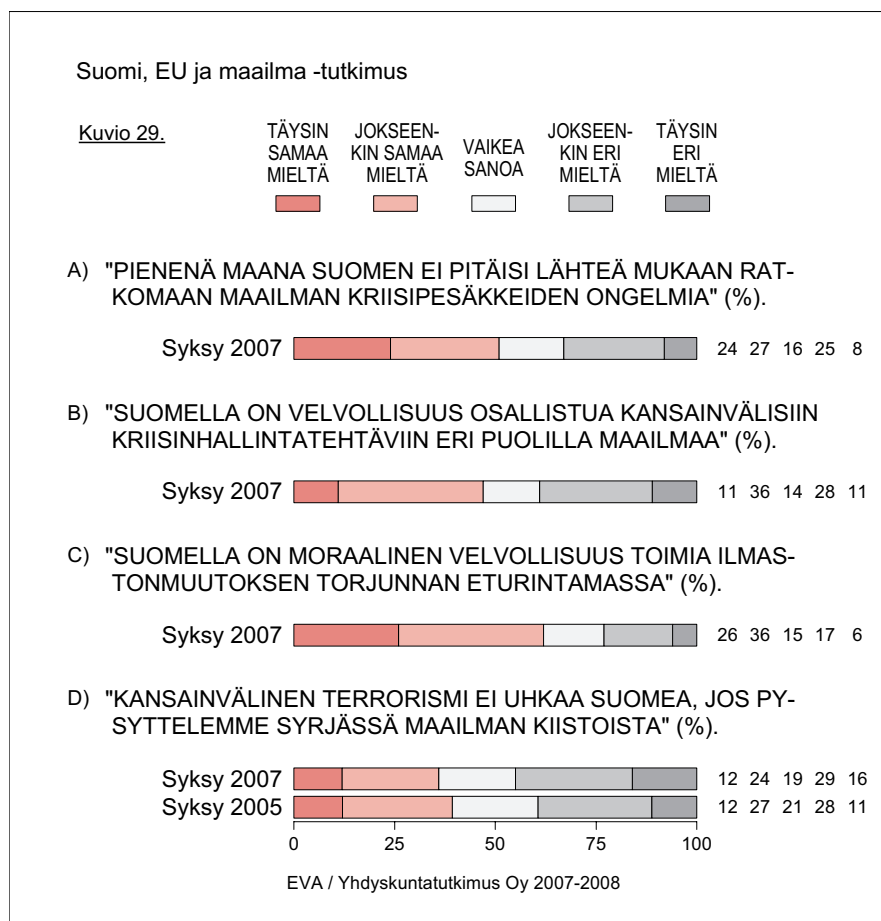 Suomi, EU ja maailma -tutkimus
Kuvio 29.
TÄYSIN SAMAA MIELTÄ
JOKSEEN-KIN SAMAA MIELTÄ
VAIKEA SANOA
JOKSEEN-KIN ERI MIELTÄ
TÄYSIN ERI MIELTÄ
A) "PIENENÄ MAANA SUOMEN EI PITÄISI LÄHTEÄ MUKAAN RAT-
KOMAAN MAAILMAN KRIISIPESÄKKEIDEN ONGELMIA" (%).
Syksy 2007 24 27 16 25 8
B) "SUOMELLA ON VELVOLLISUUS OSALLISTUA KANSAINVÄLISIIN
KRIISINHALLINTATEHTÄVIIN ERI PUOLILLA MAAILMAA" (%).
Syksy 2007 11 36 14 28 11
C) "SUOMELLA ON MORAALINEN VELVOLLISUUS TOIMIA ILMAS-
TONMUUTOKSEN TORJUNNAN ETURINTAMASSA" (%).
Syksy 2007 26 36 15 17 6
D) "KANSAINVÄLINEN TERRORISMI EI UHKAA SUOMEA, JOS PY-
SYTTELEMME SYRJÄSSÄ MAAILMAN KIISTOISTA" (%).
Syksy 2007 12 24 19 29 16
Syksy 2005 12 27 21 28 11
0 25 50 75 100
EVA / Yhdyskuntatutkimus Oy 2007-2008